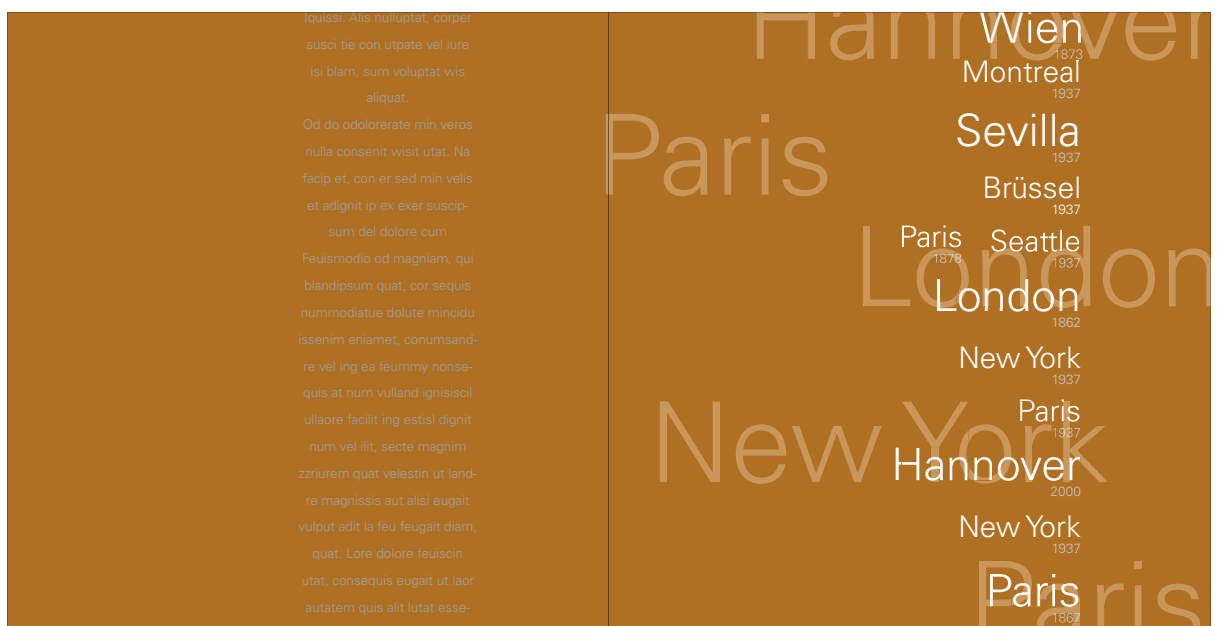 Iquissi. Alis nulluptat, corper
susci tie con utpate vel iure
isi blam, sum voluptat wis
aliquat.
Od do odolorerate min veros
nulla consenit wisit utat. Na
facip et, con er sed min velis
et adignit ip ex exer suscip-
sum del dolore cum
Feuismodio od magniam, qui
blandipsum quat, cor sequis
nummodiatue dolute mincidu
issenim eniamet, conumsand-
re vel ing ea feummy nonse-
quis at num vulland ignisiscil
ullaore facilit ing estisl dignit
num vel ilit, secte magnim
zzriurem quat velestin ut land-
re magnissis aut alisi eugait
vulput adit la feu feugait diam,
quat. Lore dolore feuiscin
utat, consequis eugait ut laor
autatem quis alit lutat esse-
Hannover
Wien
1873
Montreal
1937
Paris
Sevilla
1937
Brüssel
1937
Paris
1878
Seattle
1937
London
London
1862
New York
1937
New York
Paris
1937
Hannover
2000
New York
1937
Paris
Paris
1867